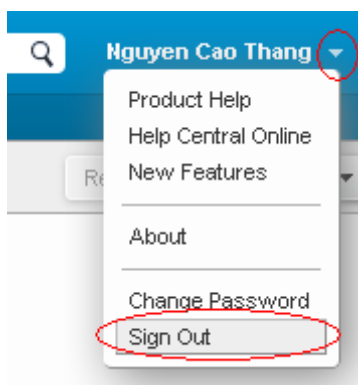 Nguyen Cao Thang
Product Help
Help Central Online
New Features
About
Change Password
Sign Out